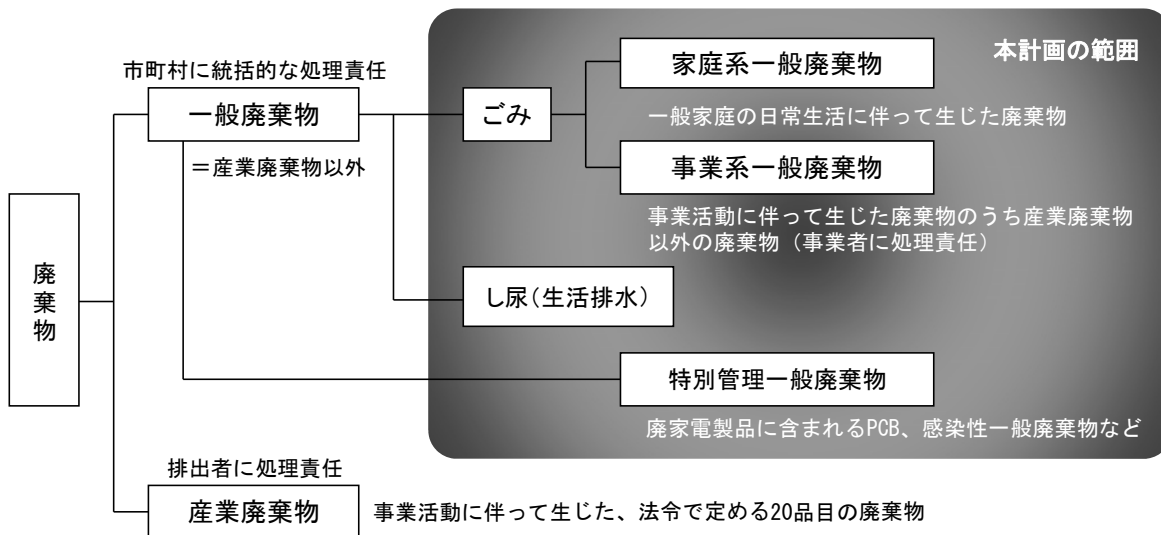 本計画の範囲
市町村に統括的な処理責任
一般廃棄物
＝産業廃棄物以外
ごみ
家庭系一般廃棄物
一般家庭の日常生活に伴って生じた廃棄物
事業系一般廃棄物
事業活動に伴って生じた廃棄物のうち産業廃棄物
以外の廃棄物（事業者に処理責任）
廃棄物
し尿（生活排水）
特別管理一般廃棄物
廃家電製品に含まれるPCB、感染性一般廃棄物など
排出者に処理責任
産業廃棄物
事業活動に伴って生じた、法令で定める20品目の廃棄物